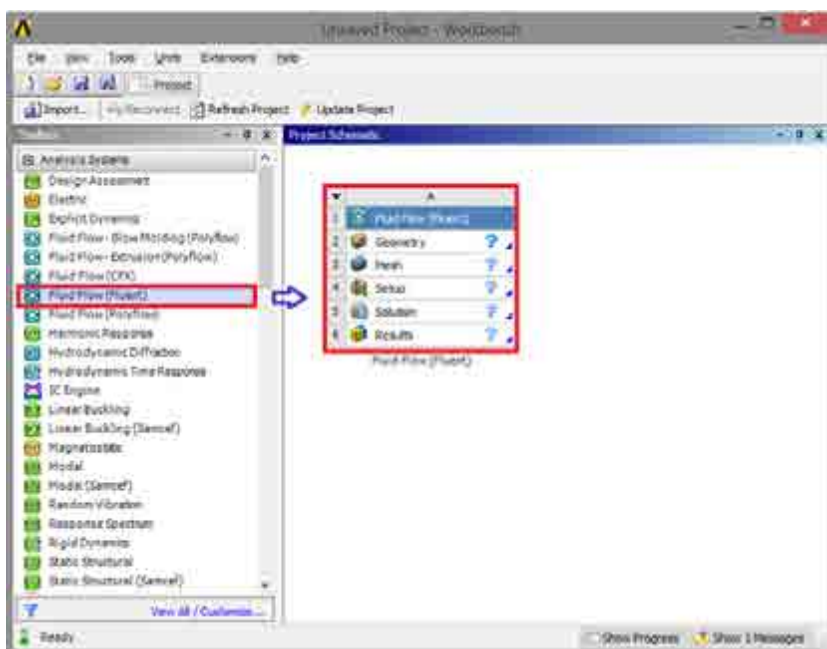 Unsaved Project - Workbench
File View Tools Units Extensions Help
Project
Import... Reconnect Refresh Project Update Project
Toolbox
Project Schematic
Analysis Systems
Design Assessment
Electric
Explicit Dynamics
Fluid Flow - Blow Molding (Polyflow)
Fluid Flow - Extrusion (Polyflow)
Fluid Flow (CFX)
Fluid Flow (Fluent)
Fluid Flow (Polyflow)
Harmonic Response
Hydrodynamic Diffraction
Hydrodynamic Time Response
IC Engine
Linear Buckling
Linear Buckling (Samcef)
Magnetostatic
Modal
Modal (Samcef)
Random Vibration
Response Spectrum
Rigid Dynamics
Static Structural
Static Structural (Samcef)
View All / Customize...
A
1 Fluid Flow (Fluent)
2 Geometry ?
3 Mesh ?
4 Setup ?
5 Solution ?
6 Results ?
Fluid Flow (Fluent)
Ready
Show Progress Show 1 Messages